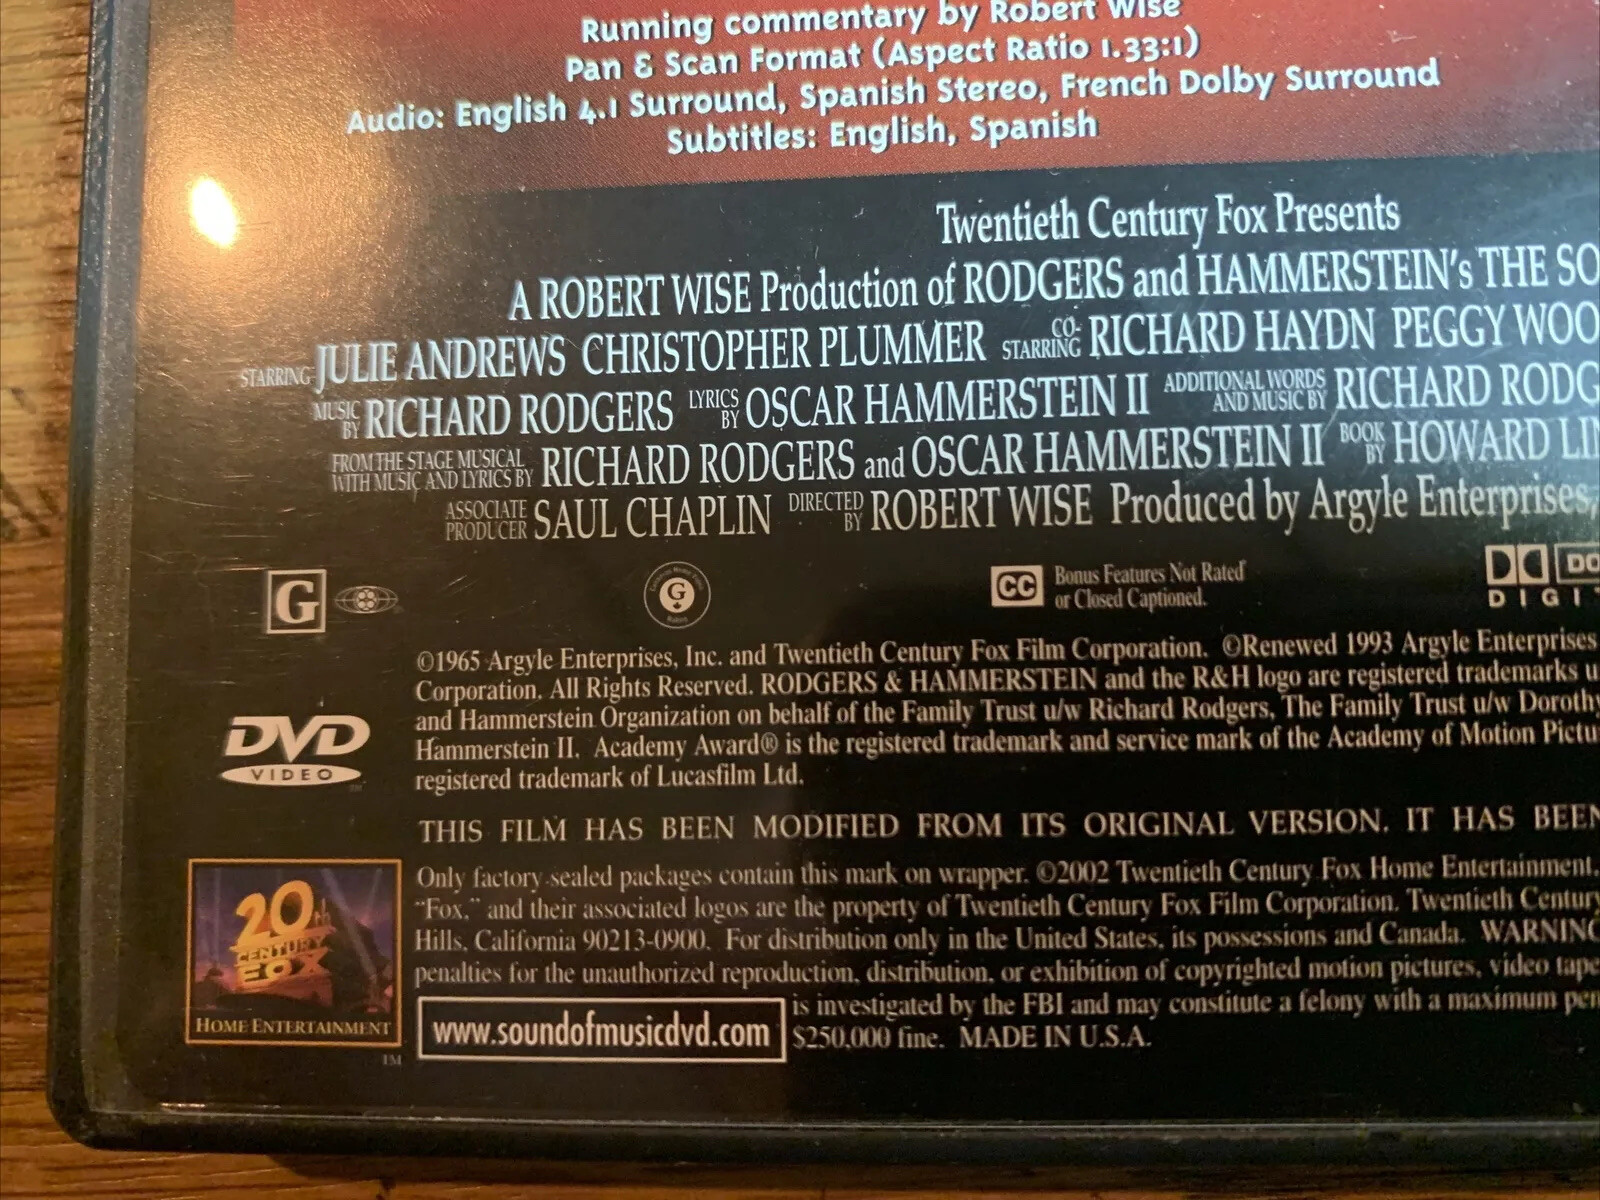 Running commentary by Robert Wise
Pan & Scan Format (Aspect Ratio 1.33:1)
Audio: English 4.1 Surround, Spanish Stereo, French Dolby Surround
Subtitles: English, Spanish
Twentieth Century Fox Presents
A ROBERT WISE Production of RODGERS and HAMMERSTEIN's THE SO
STARRING JULIE ANDREWS CHRISTOPHER PLUMMER CO-STARRING RICHARD HAYDN PEGGY WOO
MUSIC BY RICHARD RODGERS LYRICS BY OSCAR HAMMERSTEIN II ADDITIONAL WORDS AND MUSIC BY RICHARD RODG
FROM THE STAGE MUSICAL WITH MUSIC AND LYRICS BY RICHARD RODGERS and OSCAR HAMMERSTEIN II BOOK BY HOWARD LIN
ASSOCIATE PRODUCER SAUL CHAPLIN DIRECTED BY ROBERT WISE Produced by Argyle Enterprises,
G G CC Bonus Features Not Rated
or Closed Captioned.
DO
DIGIT
©1965 Argyle Enterprises, Inc. and Twentieth Century Fox Film Corporation. ©Renewed 1993 Argyle Enterprises
Corporation. All Rights Reserved. RODGERS & HAMMERSTEIN and the R&H logo are registered trademarks u
and Hammerstein Organization on behalf of the Family Trust u/w Richard Rodgers, The Family Trust u/w Dorothy
Hammerstein II. Academy Award® is the registered trademark and service mark of the Academy of Motion Pictu
registered trademark of Lucasfilm Ltd.
DVD
VIDEO
THIS FILM HAS BEEN MODIFIED FROM ITS ORIGINAL VERSION. IT HAS BEEN
Only factory-sealed packages contain this mark on wrapper. ©2002 Twentieth Century Fox Home Entertainment.
"Fox," and their associated logos are the property of Twentieth Century Fox Film Corporation. Twentieth Century
Hills, California 90213-0900. For distribution only in the United States, its possessions and Canada. WARNING
penalties for the unauthorized reproduction, distribution, or exhibition of copyrighted motion pictures, video tape
is investigated by the FBI and may constitute a felony with a maximum pen
$250,000 fine. MADE IN U.S.A.
www.soundofmusicdvd.com
20th
CENTURY
FOX
HOME ENTERTAINMENT
TM